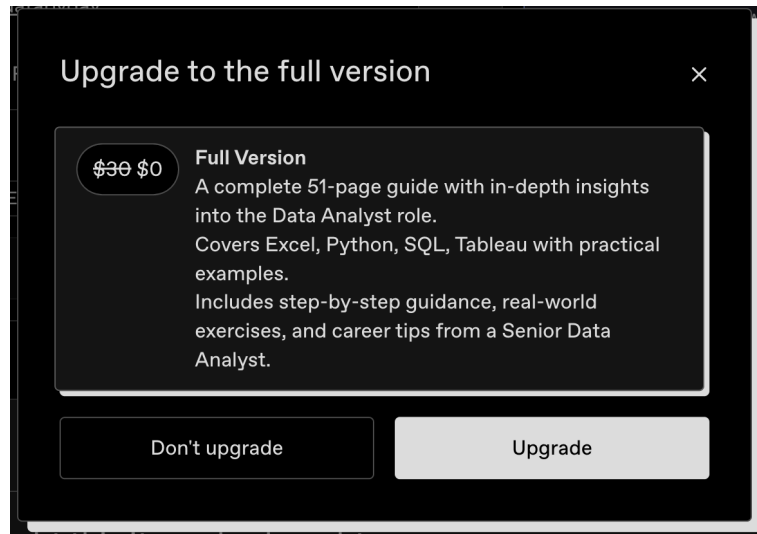 Upgrade to the full version
$30 $0
Full Version
A complete 51-page guide with in-depth insights
into the Data Analyst role.
Covers Excel, Python, SQL, Tableau with practical
examples.
Includes step-by-step guidance, real-world
exercises, and career tips from a Senior Data
Analyst.
Don't upgrade
Upgrade